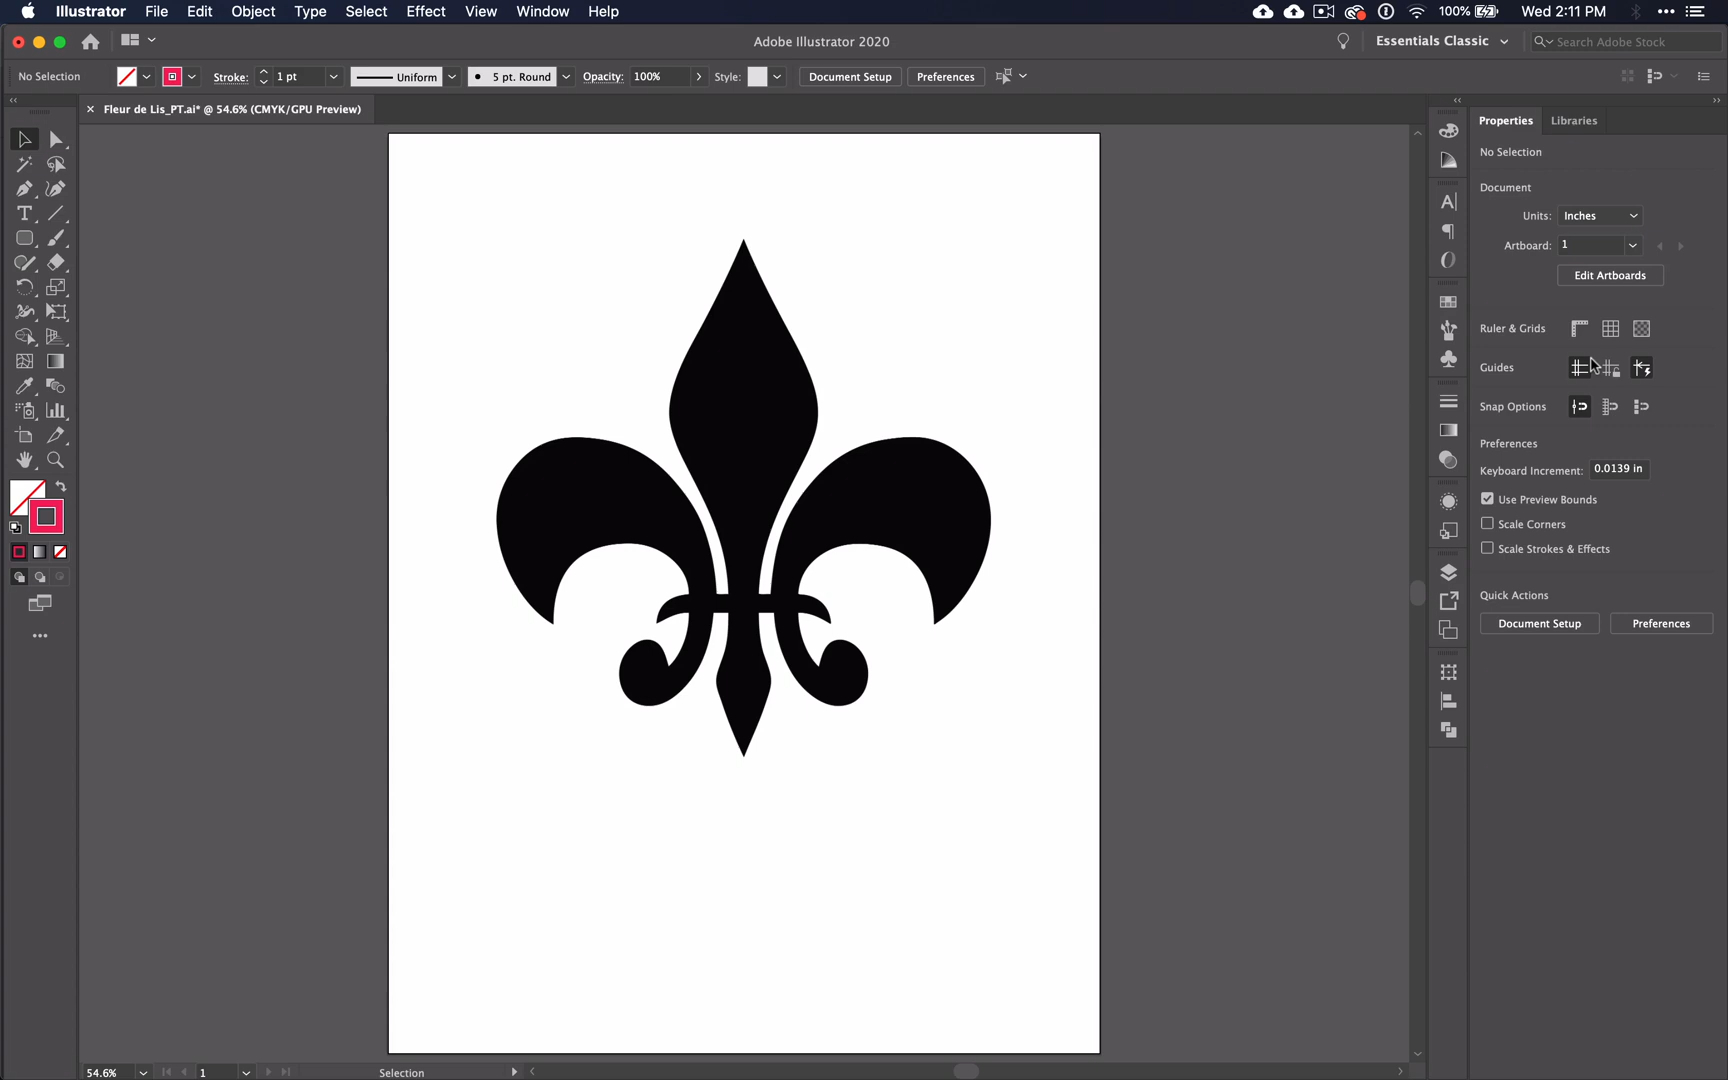 Illustrator File Edit Object Type Select Effect View Window Help 100% Wed 2:11 PM
Adobe Illustrator 2020 Essentials Classic Search Adobe Stock
No Selection Stroke: 1 pt Uniform 5 pt. Round Opacity: 100% Style: Document Setup Preferences
Fleur de Lis_PT.ai* @ 54.6% (CMYK/GPU Preview)
Properties Libraries
No Selection
Document
Units: Inches
Artboard: 1
Edit Artboards
Ruler & Grids
Guides
Snap Options
Preferences
Keyboard Increment: 0.0139 in
Use Preview Bounds
Scale Corners
Scale Strokes & Effects
Quick Actions
Document Setup Preferences
54.6% 1 Selection